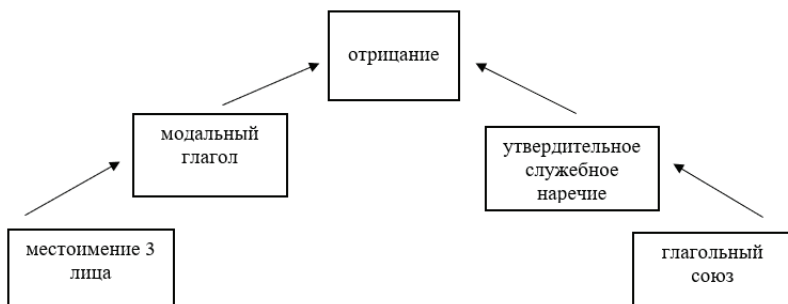 отрицание
модальный
глагол
утвердительное
служебное
наречие
местоимение 3
лица
глагольный
союз